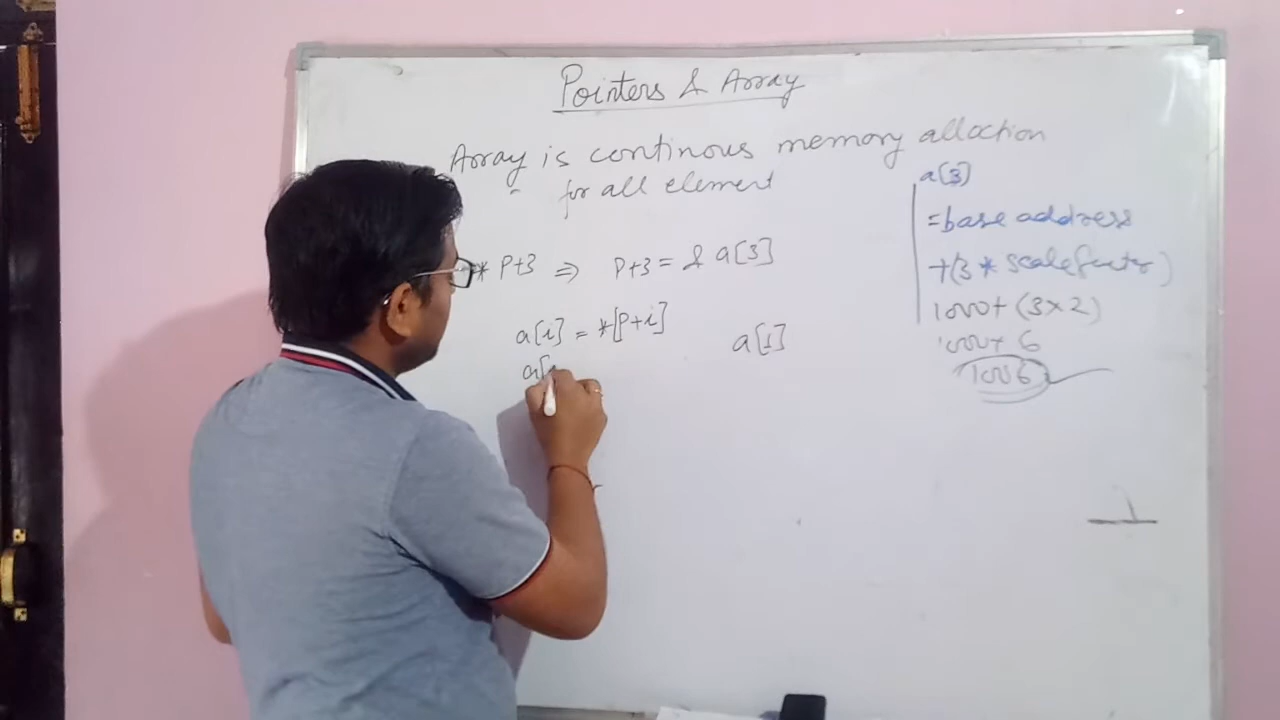 Pointers & Array
Array is continous memory alloction
for all element
* P+3 ⇒ P+3 = & a[3]
a[i] = *[P+i]
a[1]
a[
a[3]
= base address
+(3 * scale factor)
1000 + (3 × 2)
1000 + 6
1006